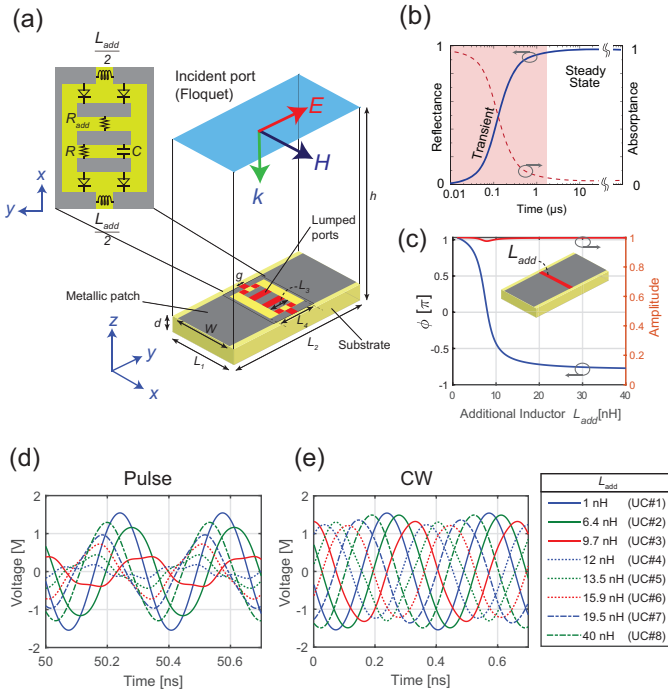 (a)
L_add
2
R_add
R
C
L_add
2
x
y
Incident port
(Floquet)
E
H
k
h
Lumped
ports
g
L_3
Metallic patch
W
L_4
d
L_1
L_2
Substrate
z
y
x
(b)
Reflectance
1
0
Transient
Steady
State
1
0
Absorptance
0.01
0.1
1
10
Time (µs)
(c)
ϕ [π]
1
0.5
0
-0.5
-1
L_add
1
0.8
0.6
0.4
0.2
0
Amplitude
0
10
20
30
40
Additional Inductor L_add[nH]
(d)
Pulse
Voltage [V]
2
1
0
-1
-2
50
50.2
50.4
50.6
Time [ns]
(e)
CW
Voltage [V]
2
1
0
-1
-2
0
0.2
0.4
0.6
Time [ns]
L_add
1 nH (UC#1)
6.4 nH (UC#2)
9.7 nH (UC#3)
12 nH (UC#4)
13.5 nH (UC#5)
15.9 nH (UC#6)
19.5 nH (UC#7)
40 nH (UC#8)